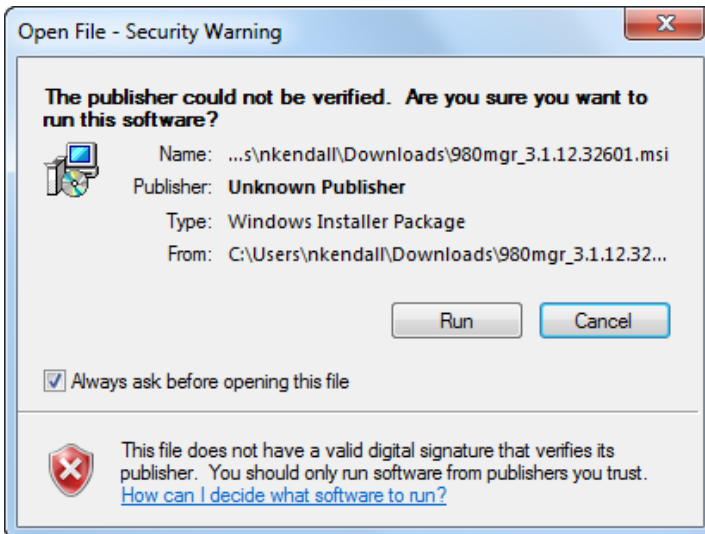 Open File - Security Warning
The publisher could not be verified. Are you sure you want to
run this software?
Name: ...s\nkendall\Downloads\980mgr_3.1.12.32601.msi
Publisher: Unknown Publisher
Type: Windows Installer Package
From: C:\Users\nkendall\Downloads\980mgr_3.1.12.32...
Run Cancel
Always ask before opening this file
This file does not have a valid digital signature that verifies its
publisher. You should only run software from publishers you trust.
How can I decide what software to run?